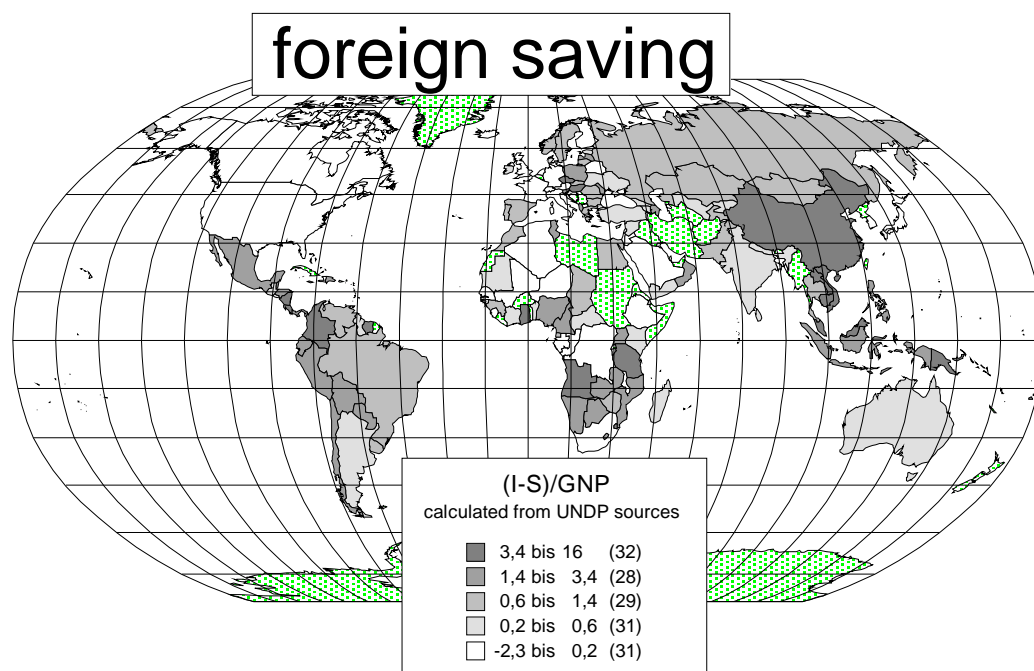 foreign saving
(I-S)/GNP
calculated from UNDP sources
3,4 bis 16 (32)
1,4 bis 3,4 (28)
0,6 bis 1,4 (29)
0,2 bis 0,6 (31)
-2,3 bis 0,2 (31)